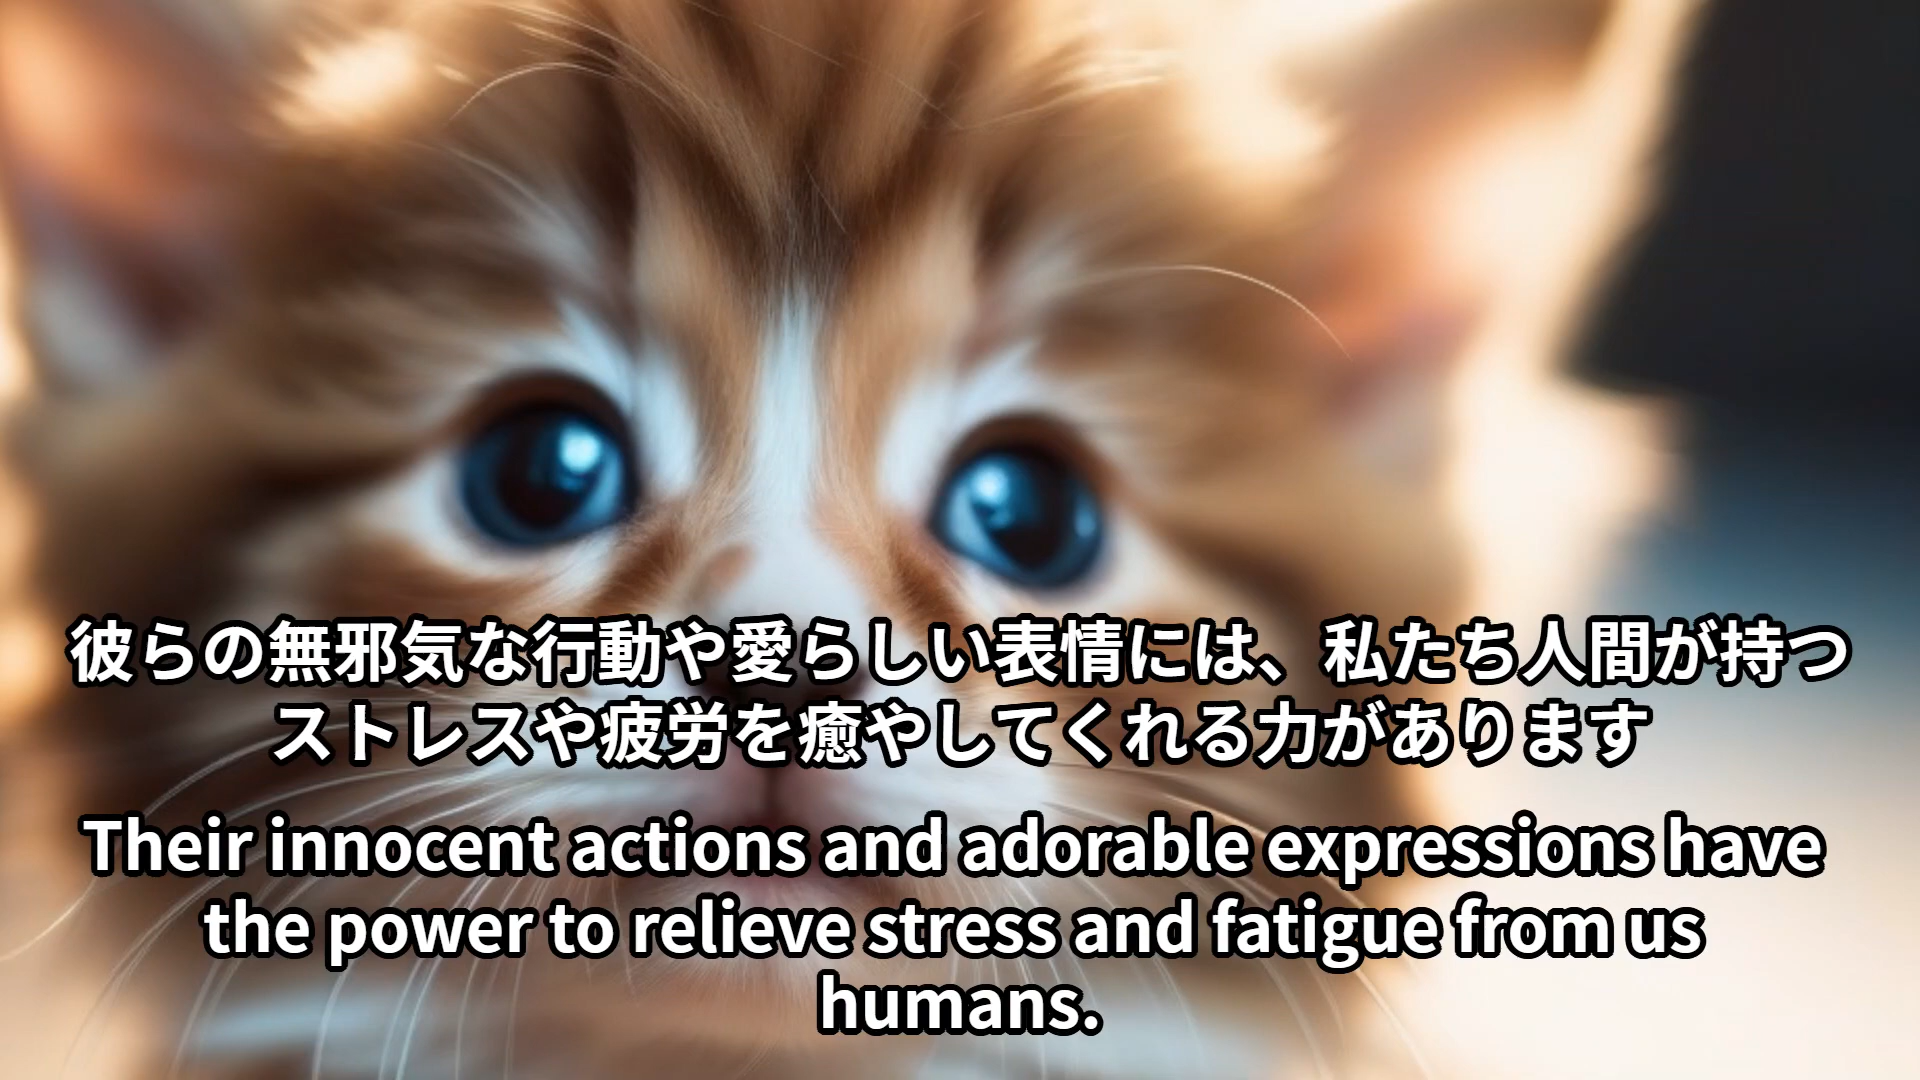 彼らの無邪気な行動や愛らしい表情には、私たち人間が持つ
ストレスや疲労を癒やしてくれる力があります
Their innocent actions and adorable expressions have
the power to relieve stress and fatigue from us
humans.